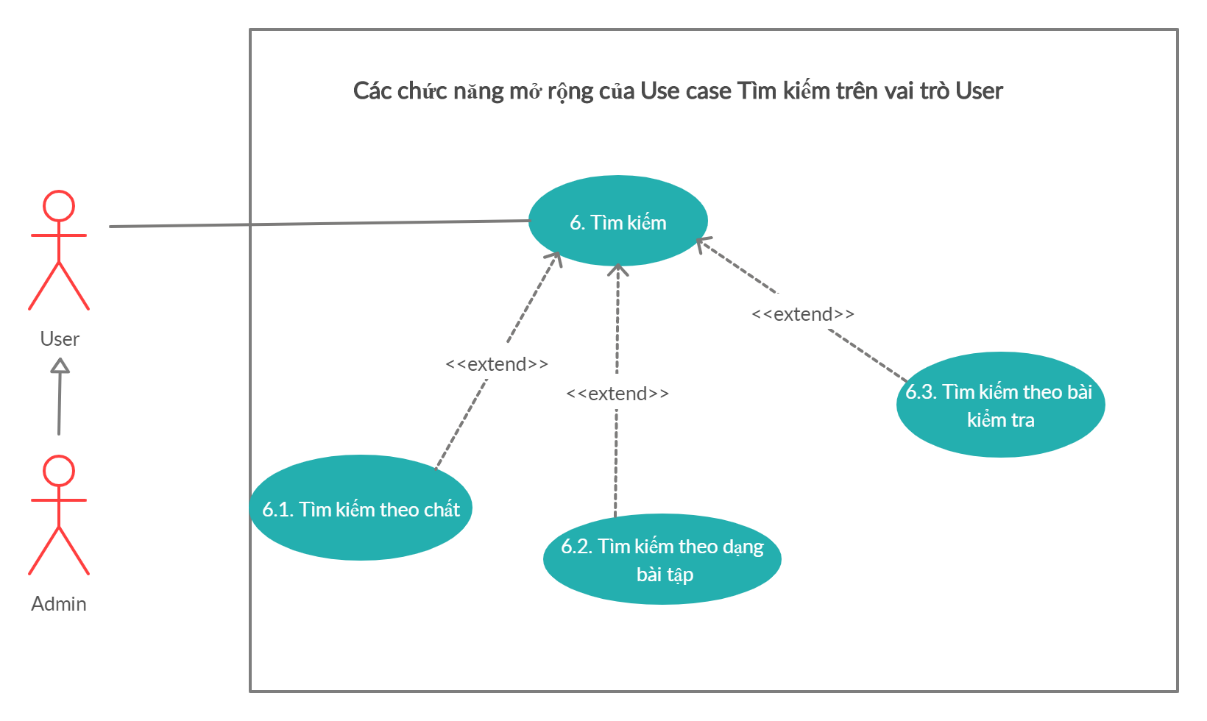 Các chức năng mở rộng của Use case Tìm kiếm trên vai trò User
6. Tìm kiếm
User
<<extend>>
<<extend>>
<<extend>>
6.3. Tìm kiếm theo bài
kiểm tra
6.1. Tìm kiếm theo chất
6.2. Tìm kiếm theo dạng
bài tập
Admin